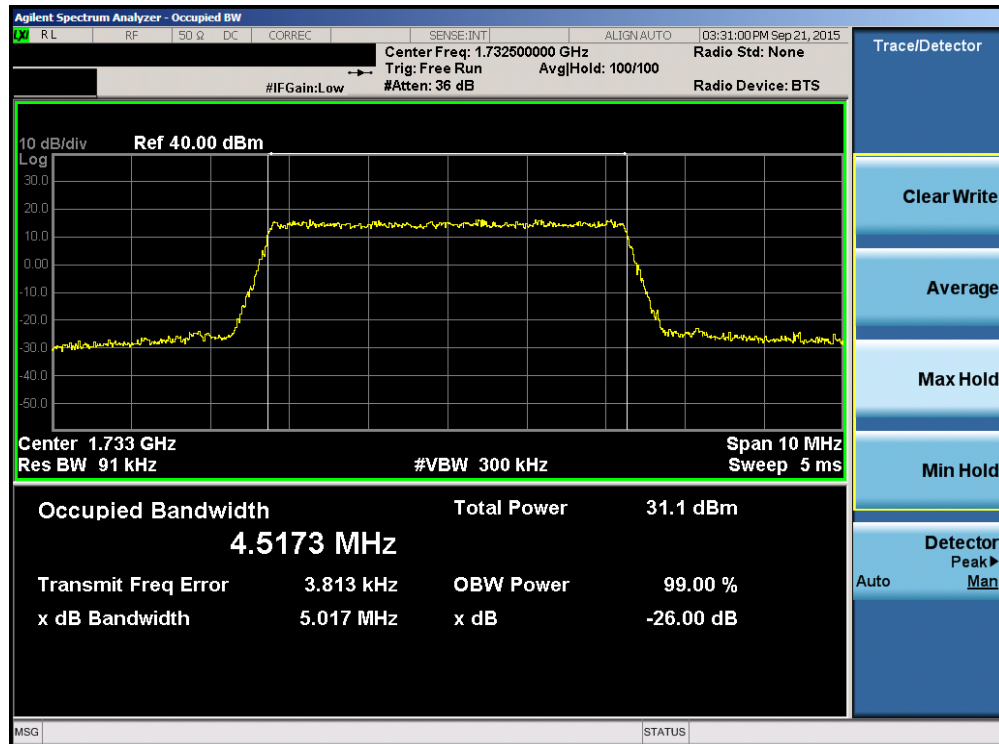 Agilent Spectrum Analyzer - Occupied BW
LXI RL RF 50 Ω DC CORREC SENSE:INT ALIGN AUTO 03:31:00 PM Sep 21, 2015
Center Freq: 1.732500000 GHz Radio Std: None
Trig: Free Run Avg|Hold: 100/100
#IFGain:Low #Atten: 36 dB Radio Device: BTS
Trace/Detector
10 dB/div Ref 40.00 dBm
Log
30.0
20.0
10.0
0.00
-10.0
-20.0
-30.0
-40.0
-50.0
Center 1.733 GHz Span 10 MHz
Res BW 91 kHz #VBW 300 kHz Sweep 5 ms
Occupied Bandwidth Total Power 31.1 dBm
4.5173 MHz
Transmit Freq Error 3.813 kHz OBW Power 99.00 %
x dB Bandwidth 5.017 MHz x dB -26.00 dB
Clear Write
Average
Max Hold
Min Hold
Detector
Peak▶
Auto Man
MSG STATUS